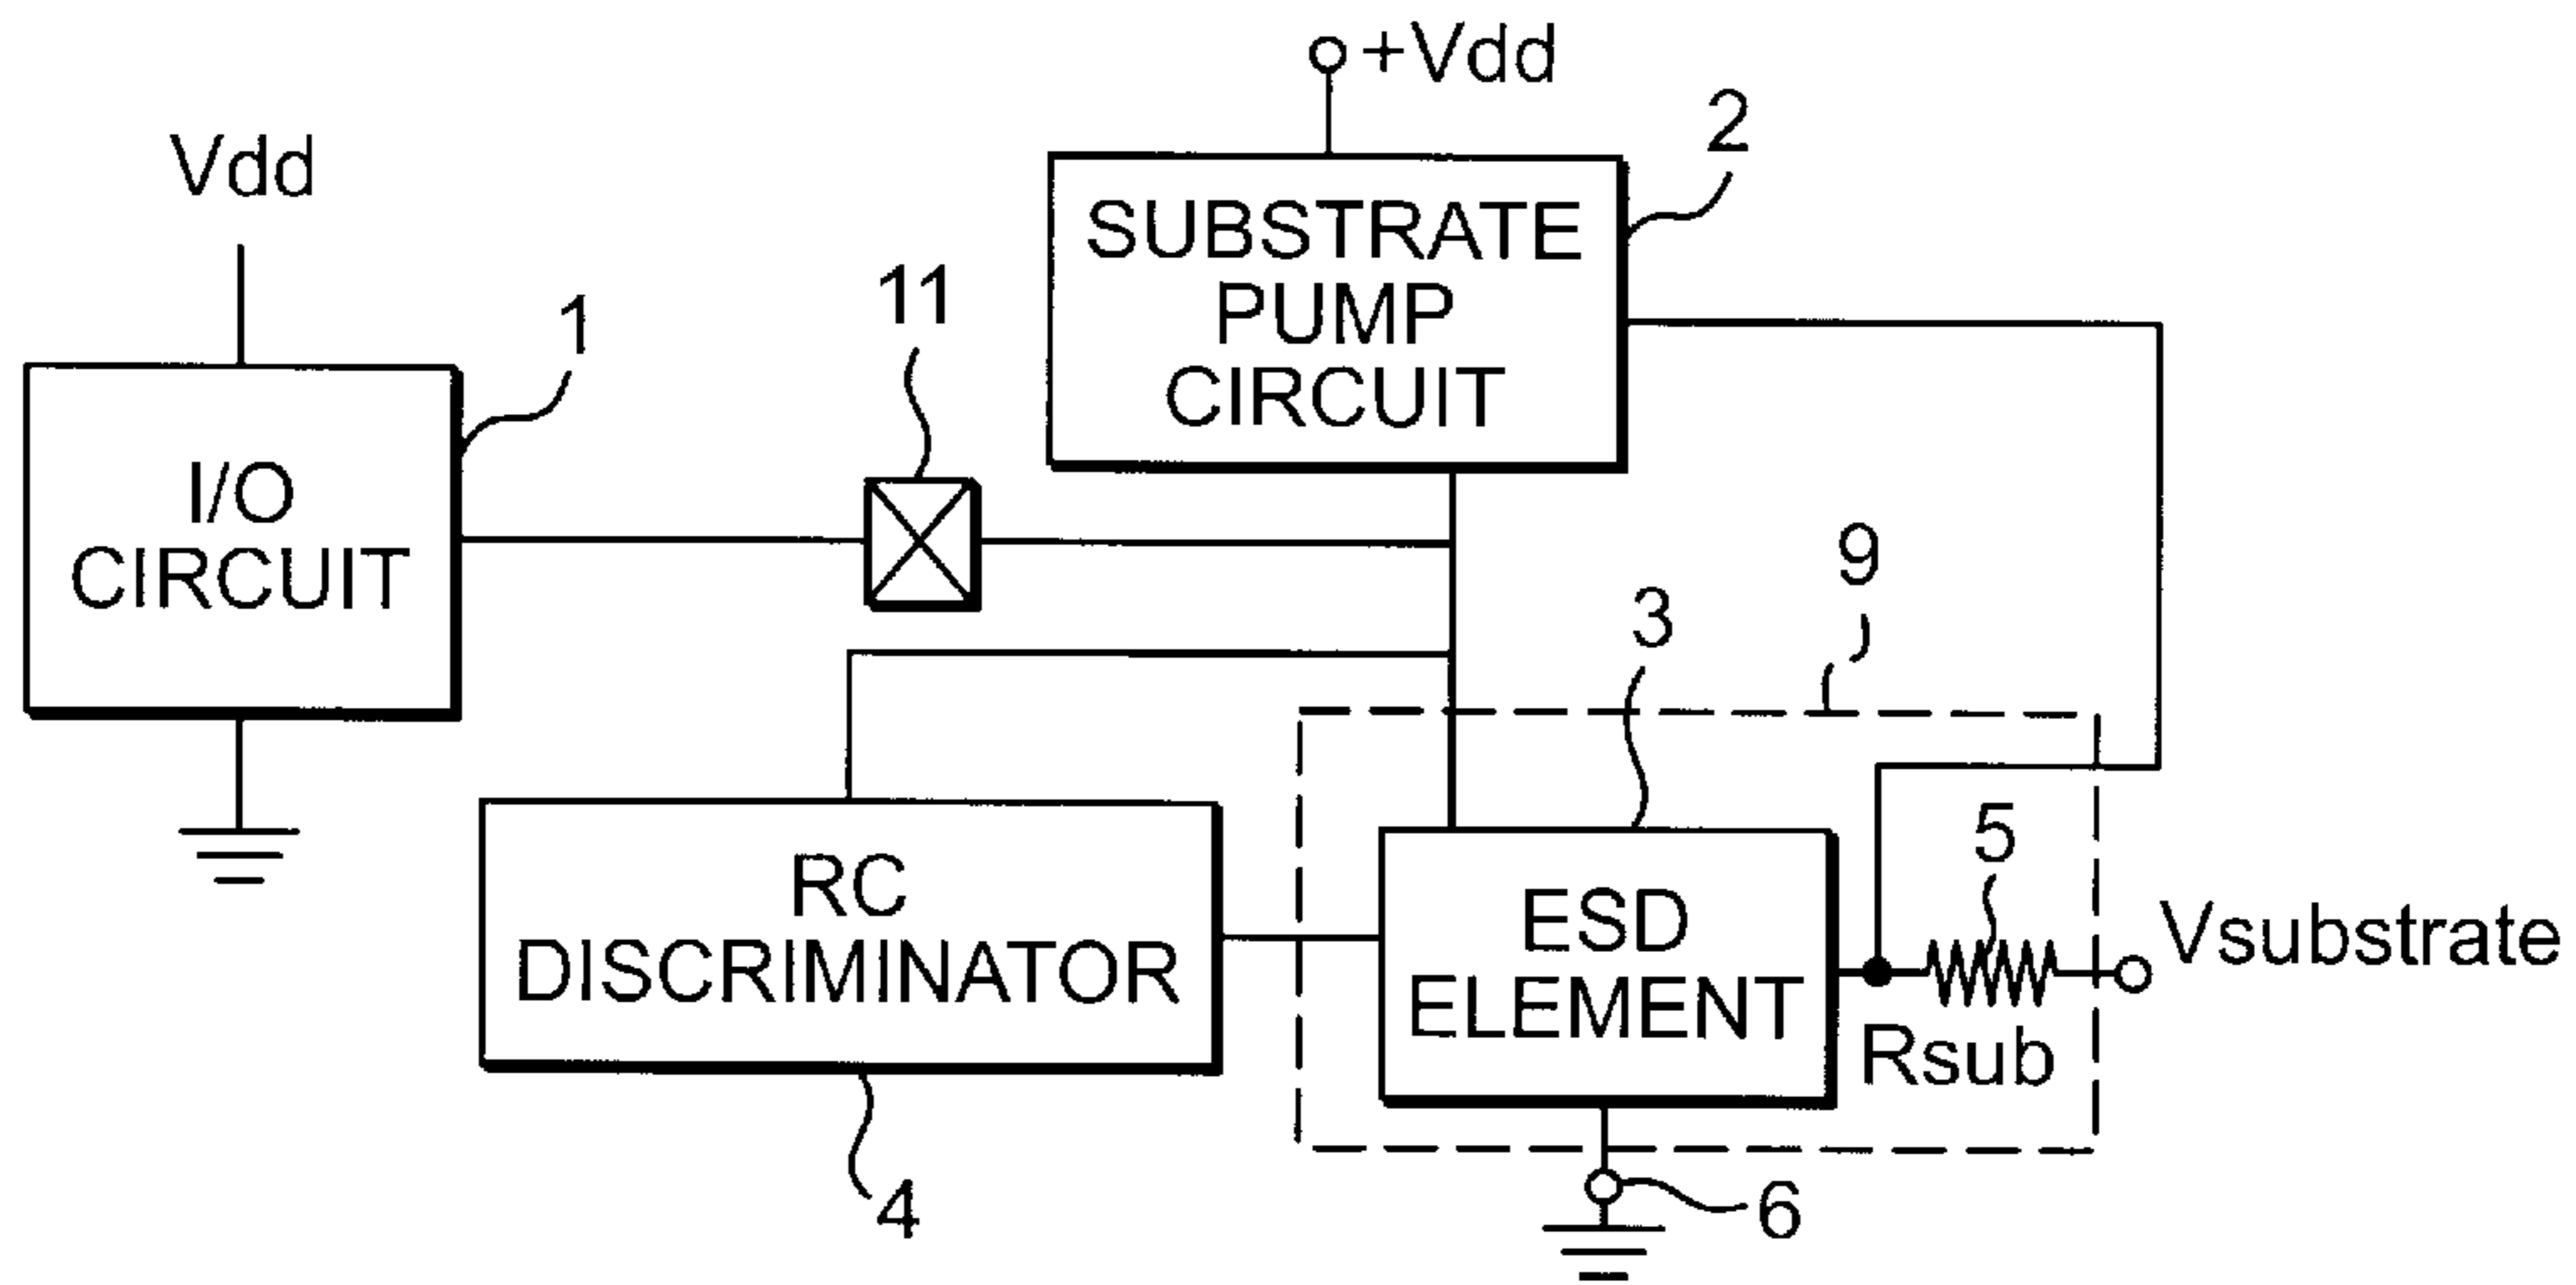 +Vdd
2
Vdd
SUBSTRATE
PUMP
CIRCUIT
11
1
I/O
CIRCUIT
9
3
5
RC
DISCRIMINATOR
ESD
ELEMENT
Vsubstrate
Rsub
4
6